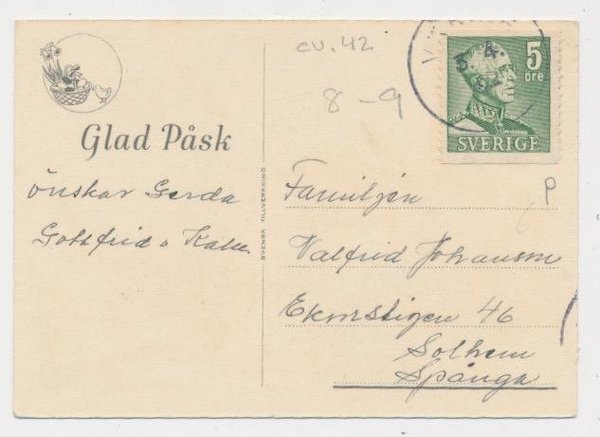 cv. 42
8-9
5
öre
SVERIGE
Glad Påsk
önskar Gerda
Gottfrid o Kalle
SVENSK TILLVERKNING
Familjen
Valfrid Johansson
Ekorrstigen 46
Solhem
Spånga
P